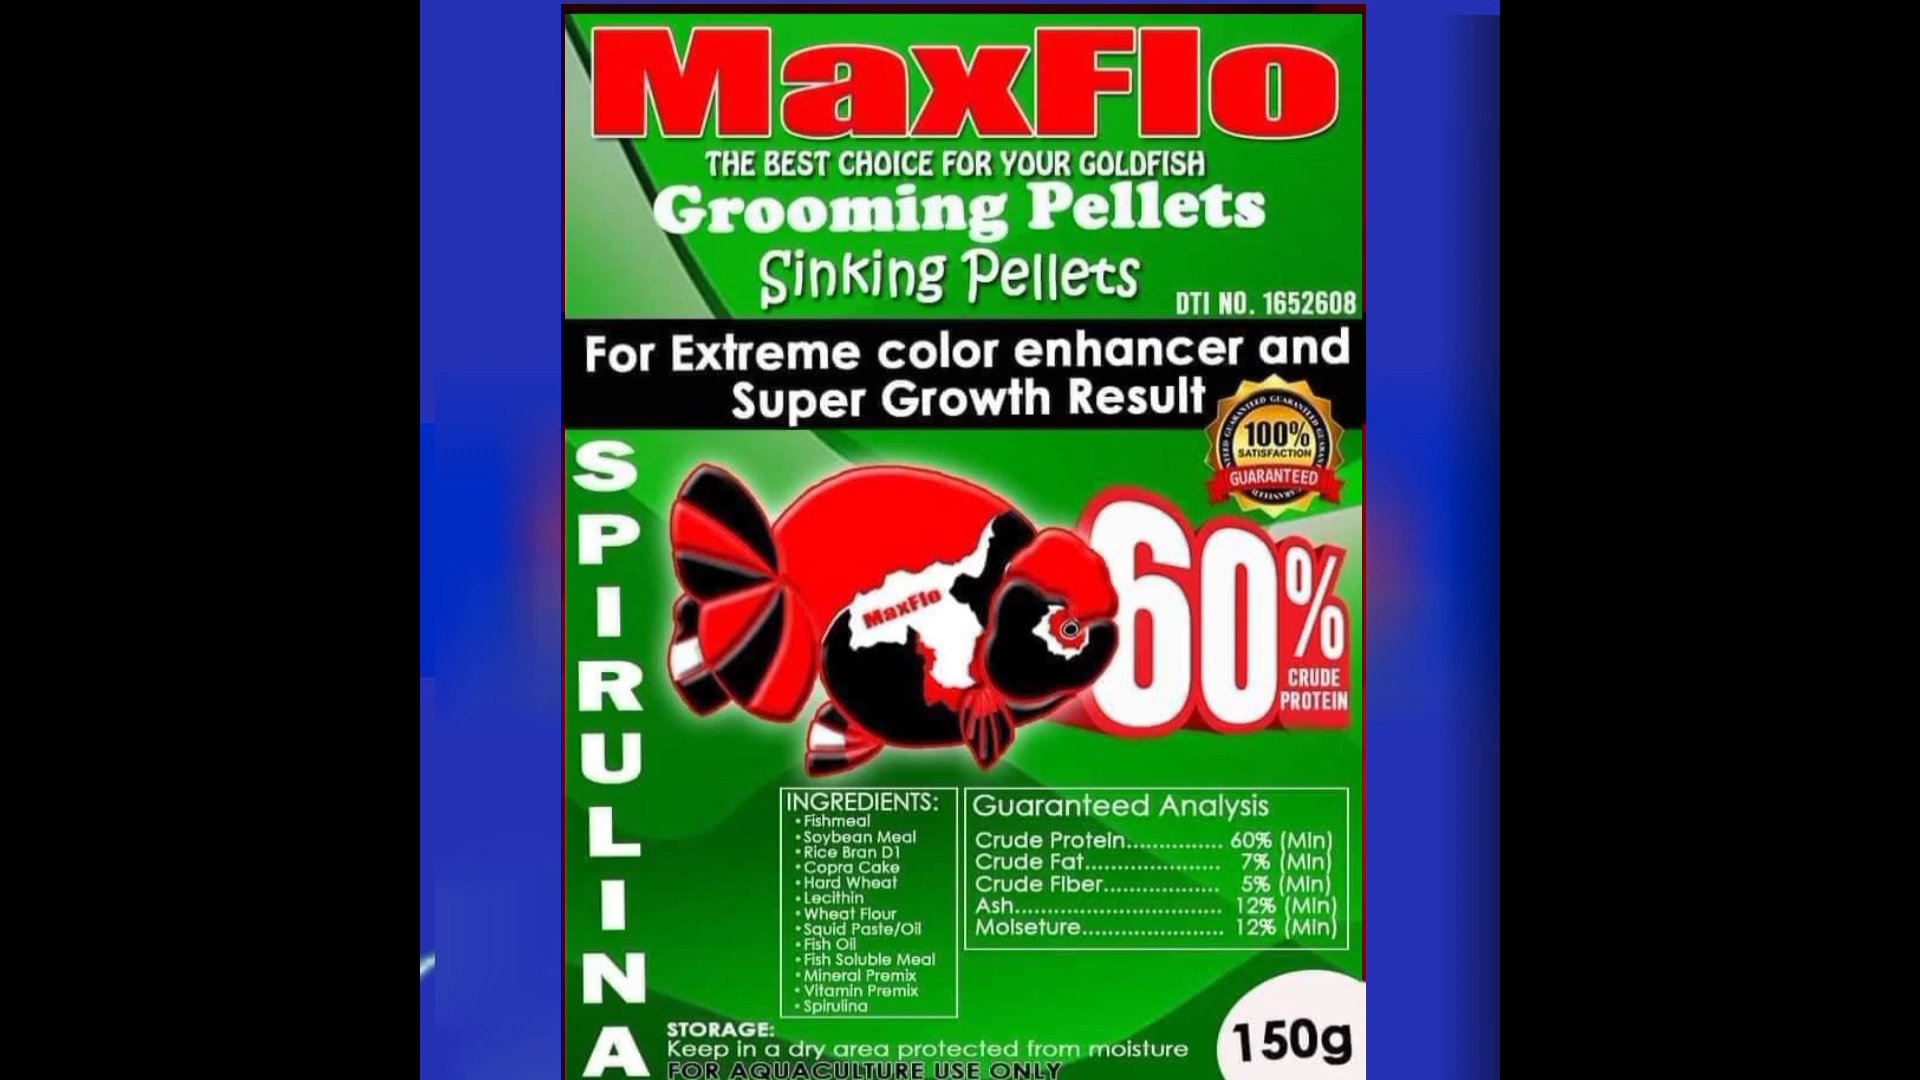 MaxFlo
THE BEST CHOICE FOR YOUR GOLDFISH
Grooming Pellets
Sinking Pellets
DTI NO. 1652608
For Extreme color enhancer and
Super Growth Result
100%
SATISFACTION
GUARANTEED
SPIRULINA
MaxFlo
60%
CRUDE
PROTEIN
INGREDIENTS:
• Fishmeal
• Soybean Meal
• Rice Bran D1
• Copra Cake
• Hard Wheat
• Lecithin
• Wheat Flour
• Squid Paste/Oil
• Fish Oil
• Fish Soluble Meal
• Mineral Premix
• Vitamin Premix
• Spirulina
Guaranteed Analysis
Crude Protein............... 60% (Min)
Crude Fat..................... 7% (Min)
Crude Fiber.................. 5% (Min)
Ash................................ 12% (Min)
Moiseture...................... 12% (Min)
STORAGE:
Keep in a dry area protected from moisture
FOR AQUACULTURE USE ONLY
150g